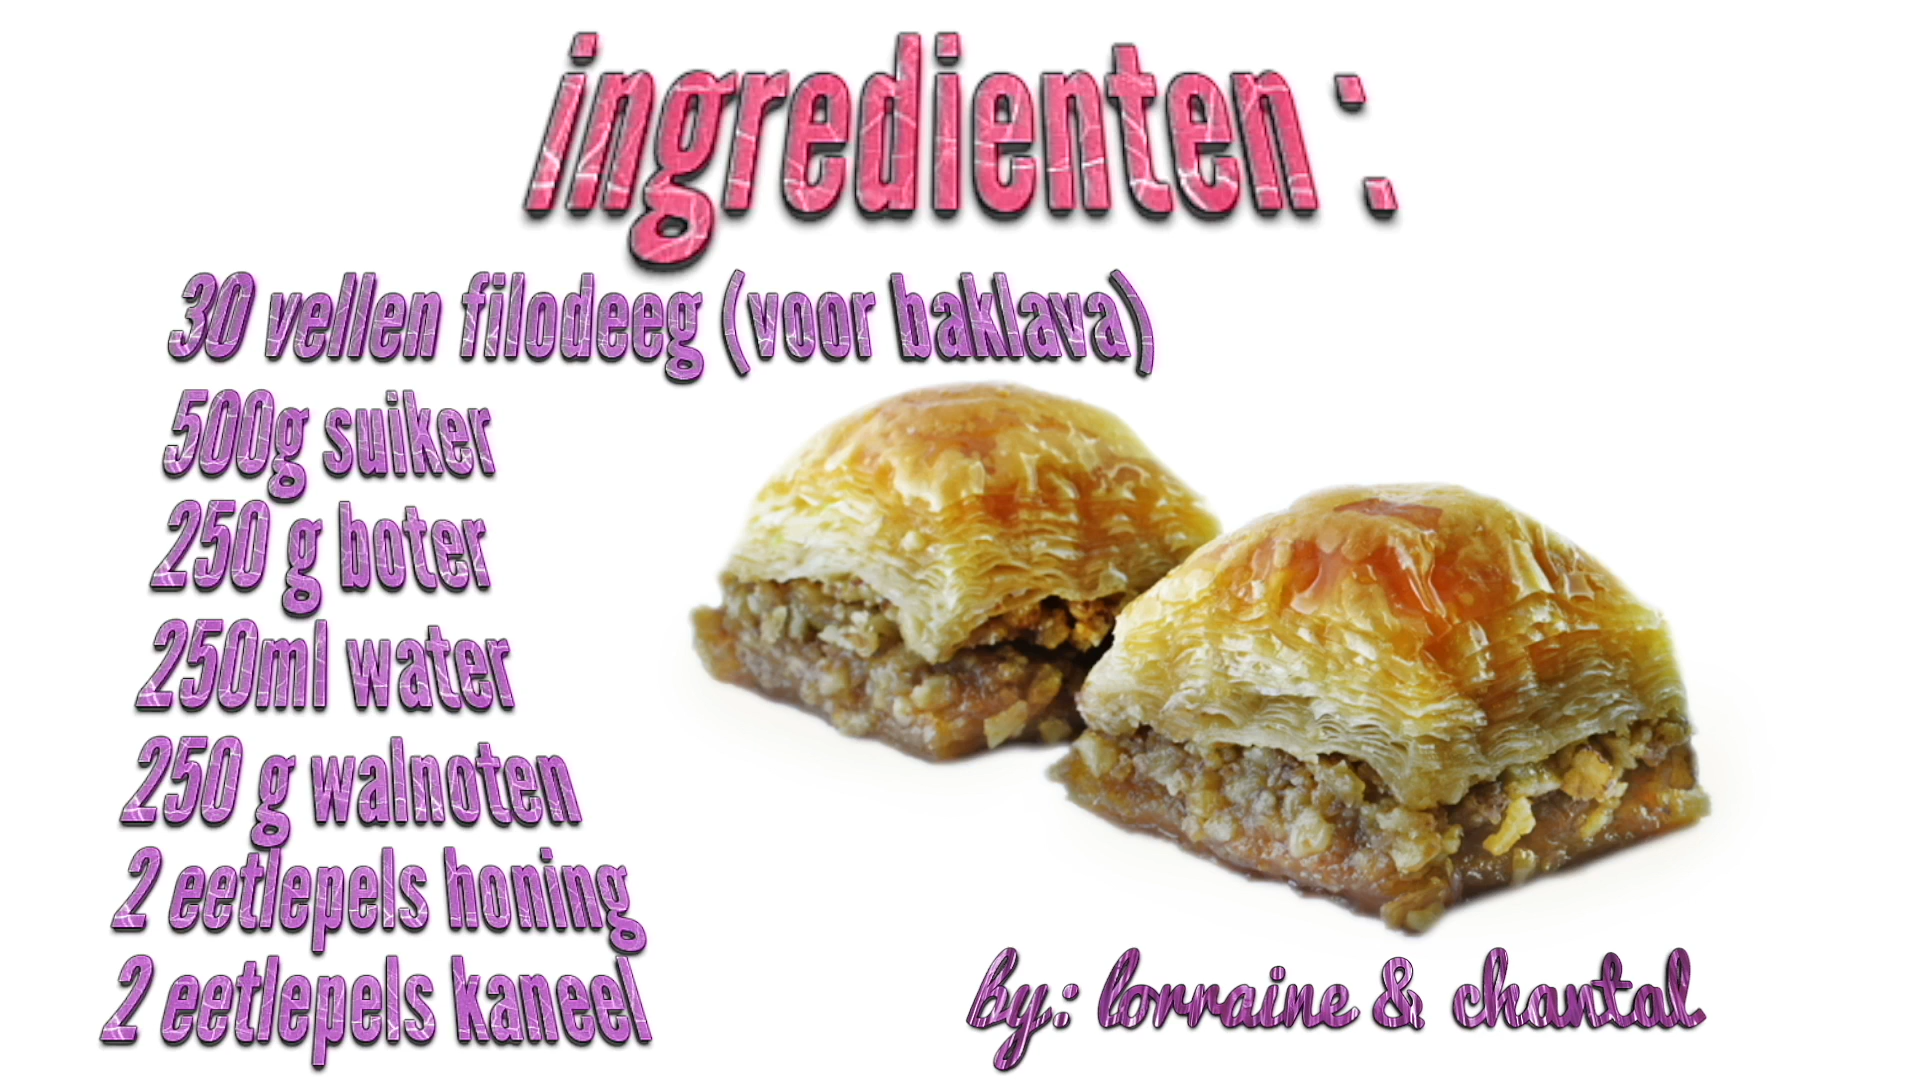 ingredienten :
30 vellen filodeeg (voor baklava)
500g suiker
250 g boter
250ml water
250 g walnoten
2 eetlepels honing
2 eetlepels kaneel
by: lorraine & chantal